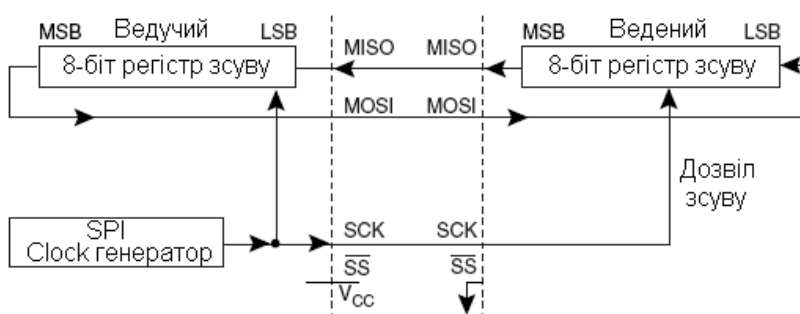 MSB Ведучий LSB
8-біт регістр зсуву
MISO MISO
MSB Ведений LSB
8-біт регістр зсуву
MOSI MOSI
Дозвіл
зсуву
SPI
Clock генератор
SCK SCK
SS SS
VCC